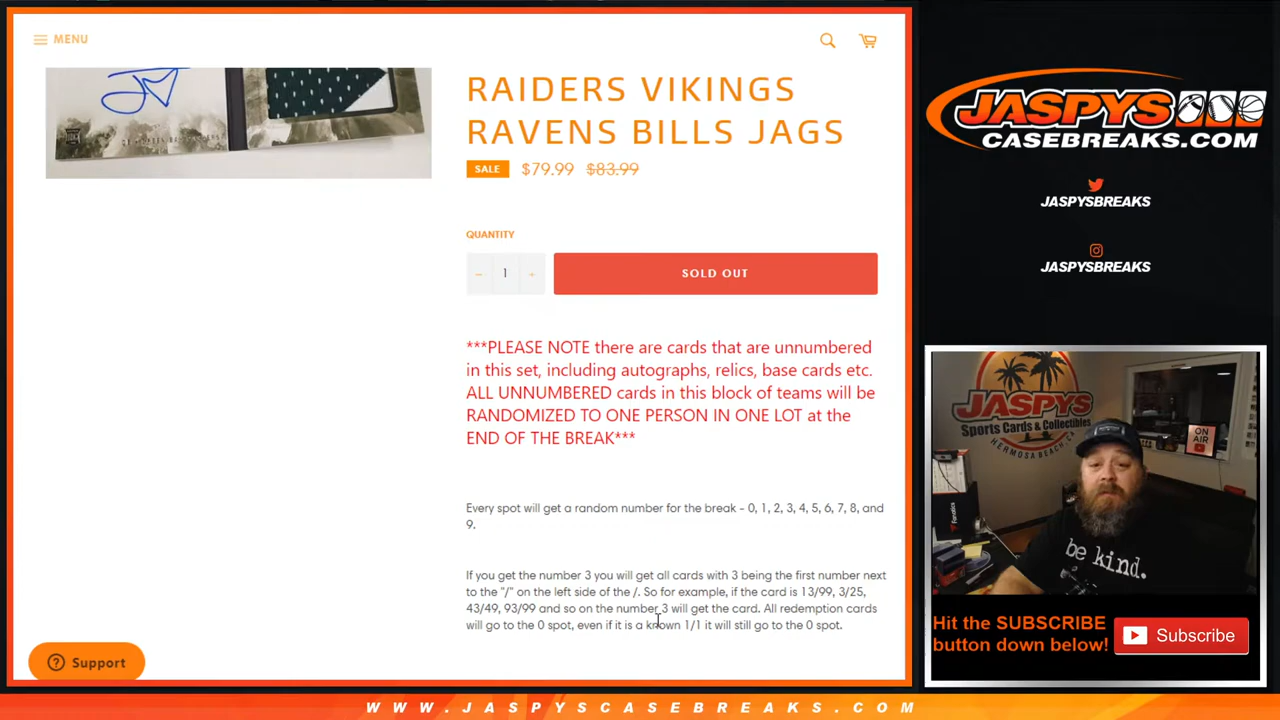 MENU
RAIDERS VIKINGS
RAVENS BILLS JAGS
SALE $79.99 $83.99
QUANTITY
− 1 +
SOLD OUT
***PLEASE NOTE there are cards that are unnumbered
in this set, including autographs, relics, base cards etc.
ALL UNNUMBERED cards in this block of teams will be
RANDOMIZED TO ONE PERSON IN ONE LOT at the
END OF THE BREAK***
Every spot will get a random number for the break - 0, 1, 2, 3, 4, 5, 6, 7, 8, and
9.
If you get the number 3 you will get all cards with 3 being the first number next
to the "/" on the left side of the /. So for example, if the card is 13/99, 3/25,
43/49, 93/99 and so on the number 3 will get the card. All redemption cards
will go to the 0 spot, even if it is a known 1/1 it will still go to the 0 spot.
Support
JASPYS
CASEBREAKS.COM
JASPYSBREAKS
JASPYSBREAKS
JASPYS
Sports Cards & Collectibles
HERMOSA BEACH, CA
ON
AIR
Fanatics
be kind.
Hit the SUBSCRIBE
button down below!
Subscribe
WWW.JASPYSCASEBREAKS.COM